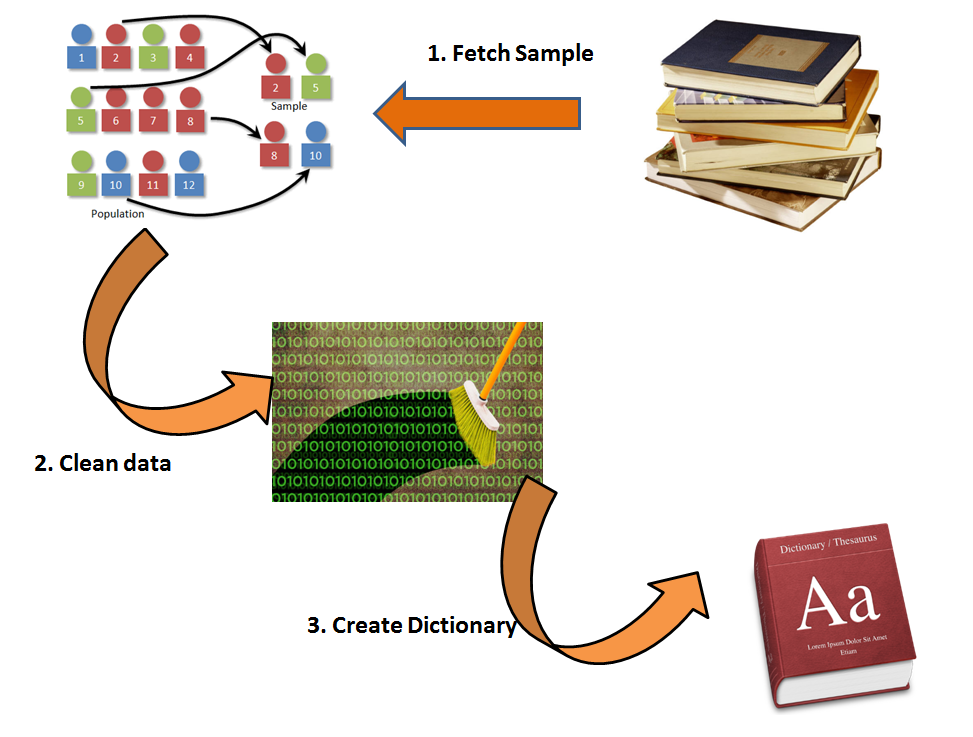 1. Fetch Sample
1 2 3 4
2 5
Sample
5 6 7 8
8 10
9 10 11 12
Population
2. Clean data
01010101010101010101010101010101010101
3. Create Dictionary
Dictionary / Thesaurus
Aa
Lorem Ipsum Dolor Sit Amet
Etiam